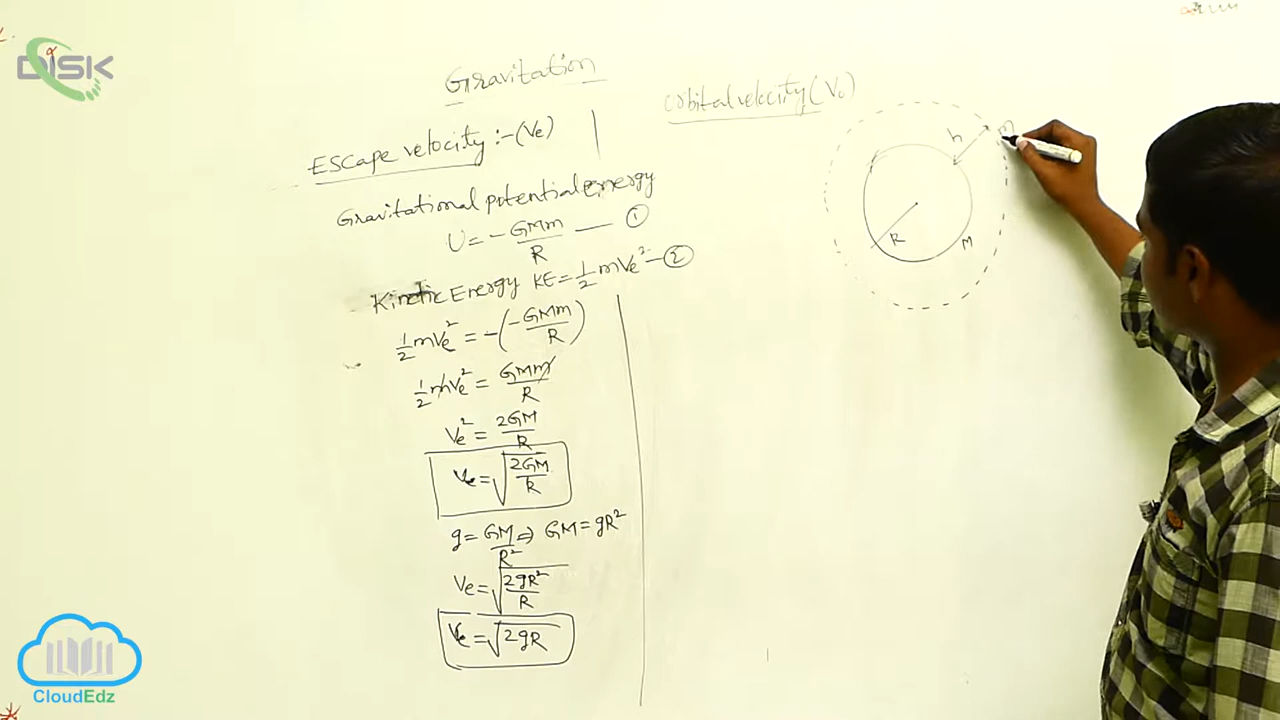 DISK
Gravitation
Escape velocity :- (Ve)
Gravitational potential energy
U = - GMm/R — ①
Kinetic Energy KE = 1/2 mVe² — ②
1/2 mVe² = -(-GMm/R)
1/2 mVe² = GMm/R
Ve² = 2GM/R
Ve = √(2GM/R)
g = GM/R² ⇒ GM = gR²
Ve = √(2gR²/R)
Ve = √2gR
Orbital velocity (Vo)
h
m
R
M
CloudEdz